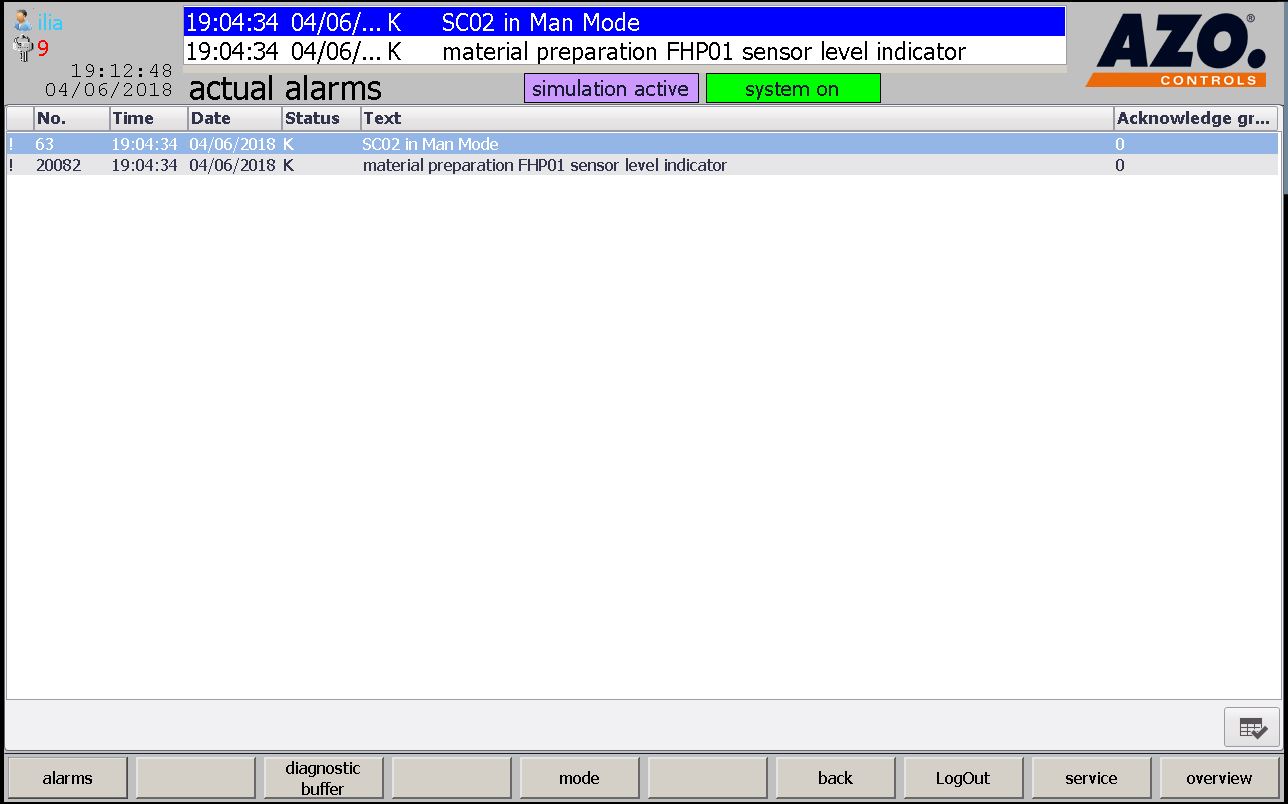 ilia
9
19:12:48
04/06/2018
19:04:34 04/06/... K SC02 in Man Mode
19:04:34 04/06/... K material preparation FHP01 sensor level indicator
actual alarms
simulation active
system on
AZO.®
CONTROLS
No. Time Date Status Text Acknowledge gr...
! 63 19:04:34 04/06/2018 K SC02 in Man Mode 0
! 20082 19:04:34 04/06/2018 K material preparation FHP01 sensor level indicator 0
alarms
diagnostic
buffer
mode
back
LogOut
service
overview